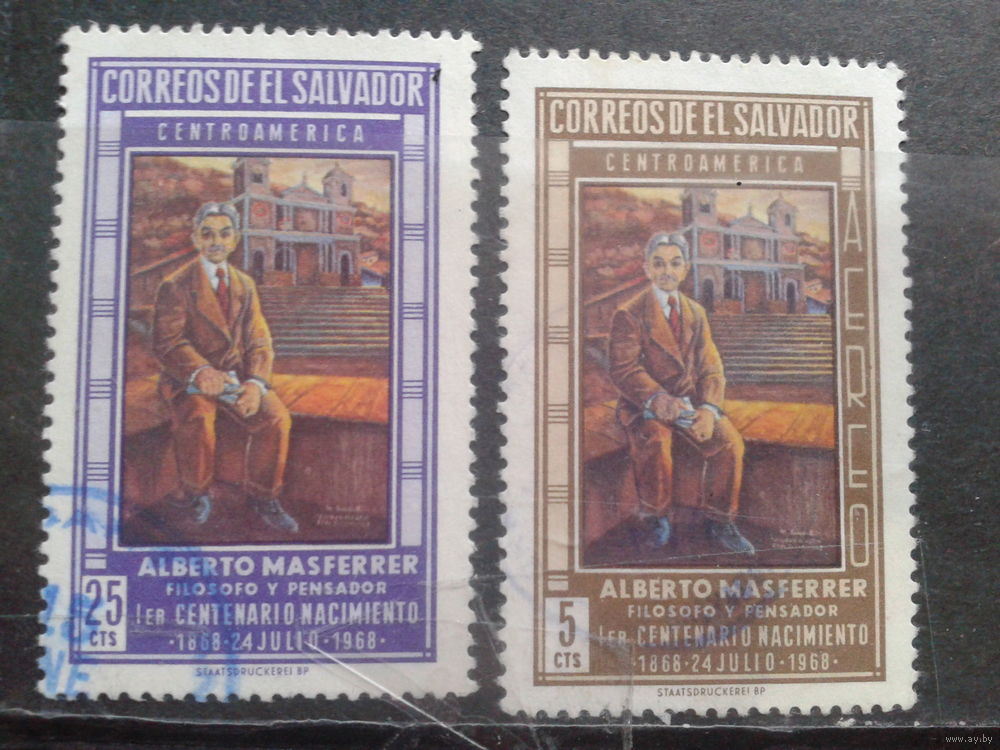 CORREOS DE EL SALVADOR
CENTROAMERICA
ALBERTO MASFERRER
FILOSOFO Y PENSADOR
1ER CENTENARIO NACIMIENTO
·1868·24 JULIO·1968·
25
CTS
STAATSDRUCKEREI BP
CORREOS DE EL SALVADOR
CENTROAMERICA
AEREO
ALBERTO MASFERRER
FILOSOFO Y PENSADOR
1ER CENTENARIO NACIMIENTO
·1868·24 JULIO·1968·
5
CTS
STAATSDRUCKEREI BP
www.ay.by